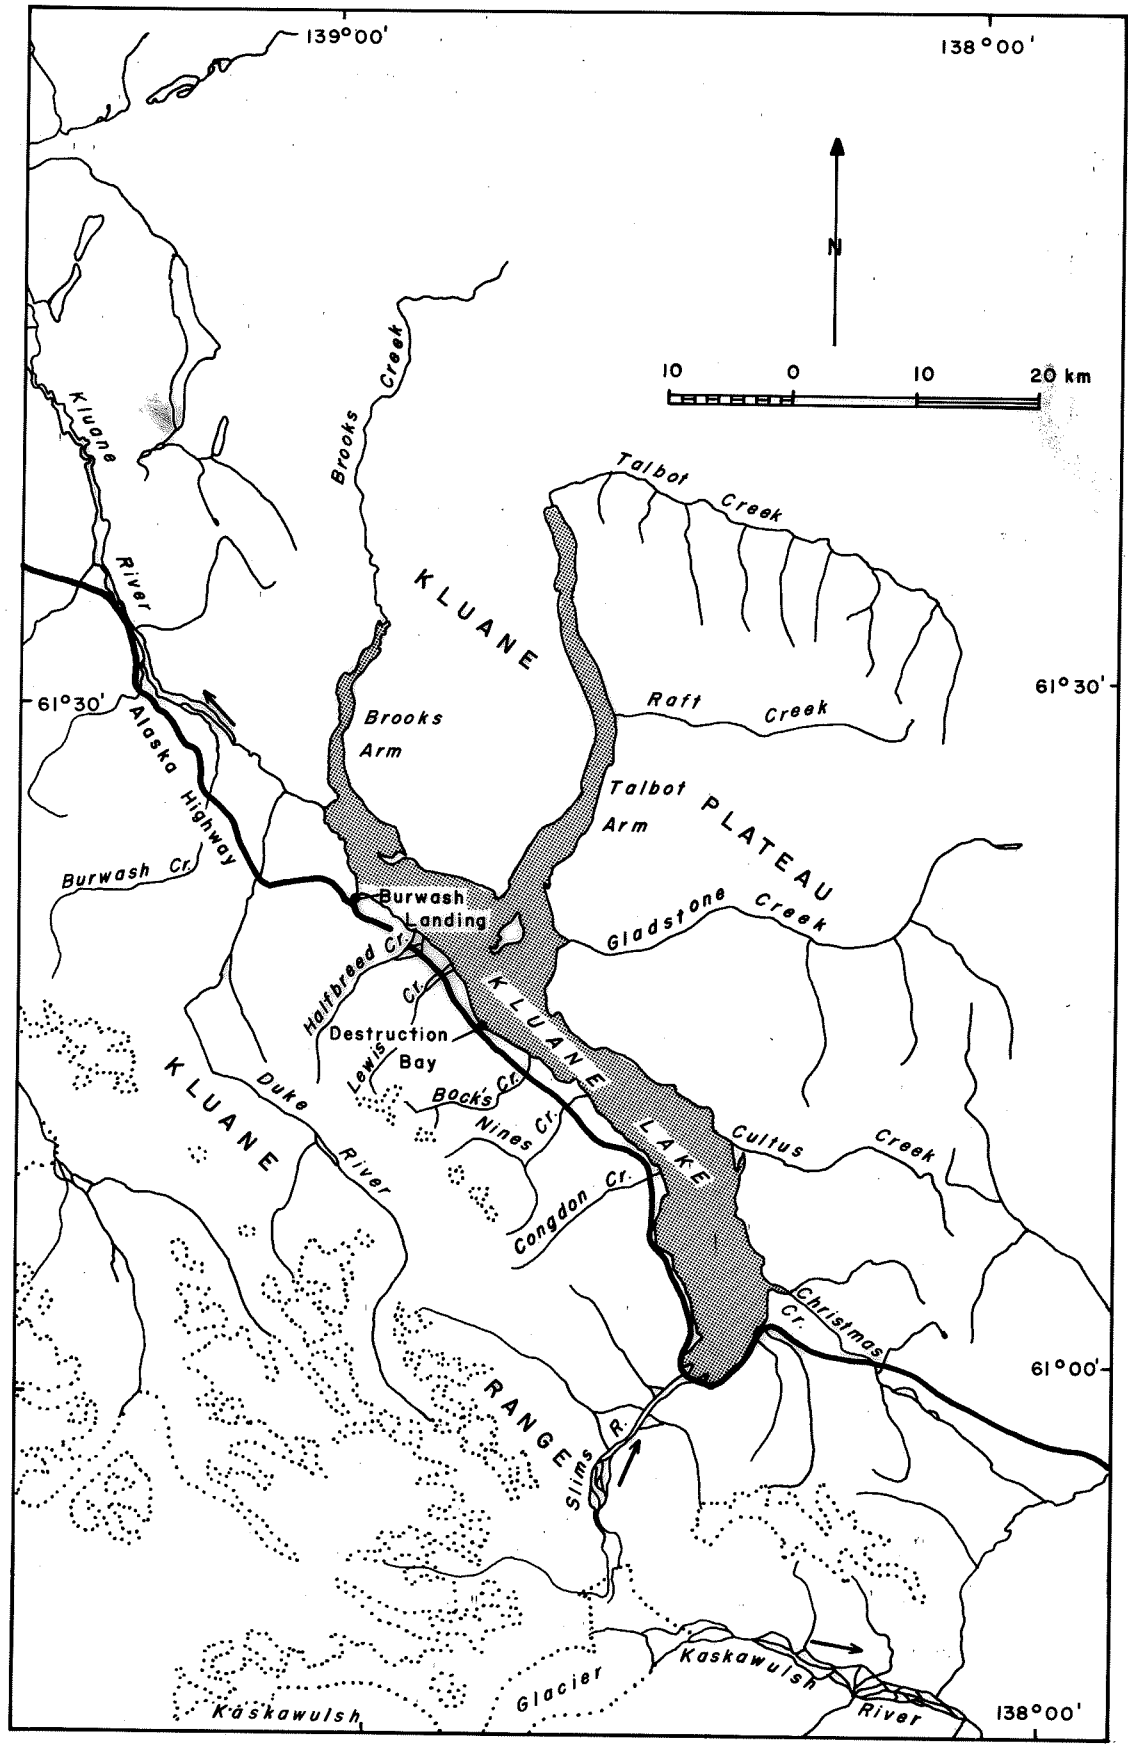 139°00'
138°00'
N
10 0 10 20 km
Brooks Creek
Kluane River
Talbot Creek
KLUANE PLATEAU
61°30'
61°30'
Raft Creek
Brooks
Arm
Talbot
Arm
Alaska Highway
Burwash Cr.
Burwash
Landing
Gladstone Creek
Halfbreed Cr.
Lewis Cr.
Destruction
Bay
KLUANE LAKE
Bock's Cr.
Nines Cr.
Cultus Creek
Congdon Cr.
KLUANE RANGE
Duke River
Christmas
Cr.
61°00'
Slims R.
Kaskawulsh River
Kaskawulsh Glacier
138°00'